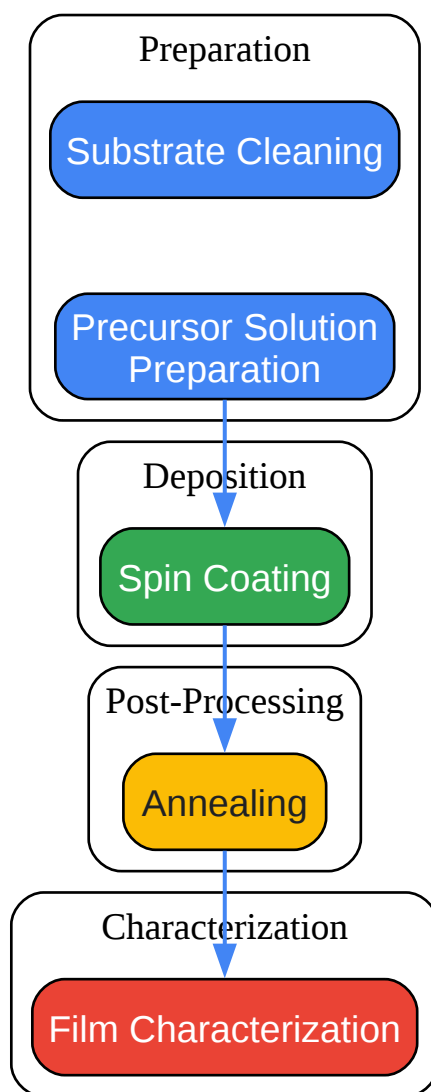 Preparation
Substrate Cleaning
Precursor Solution
Preparation
Deposition
Spin Coating
Post-Processing
Annealing
Characterization
Film Characterization